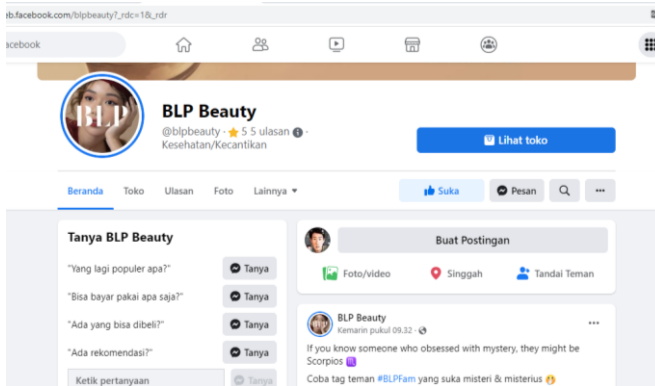 eb.facebook.com/blpbeauty?_rdc=1&_rdr
acebook
BLP
BLP Beauty
@blpbeauty · 5 5 ulasan ·
Kesehatan/Kecantikan
Lihat toko
Beranda Toko Ulasan Foto Lainnya
Suka Pesan
Tanya BLP Beauty
"Yang lagi populer apa?" Tanya
"Bisa bayar pakai apa saja?" Tanya
"Ada yang bisa dibeli?" Tanya
"Ada rekomendasi?" Tanya
Ketik pertanyaan Tanya
Buat Postingan
Foto/video Singgah Tandai Teman
BLP
BLP Beauty
Kemarin pukul 09.32 ·
If you know someone who obsessed with mystery, they might be
Scorpios ♏
Coba tag teman #BLPFam yang suka misteri & misterius 🤭